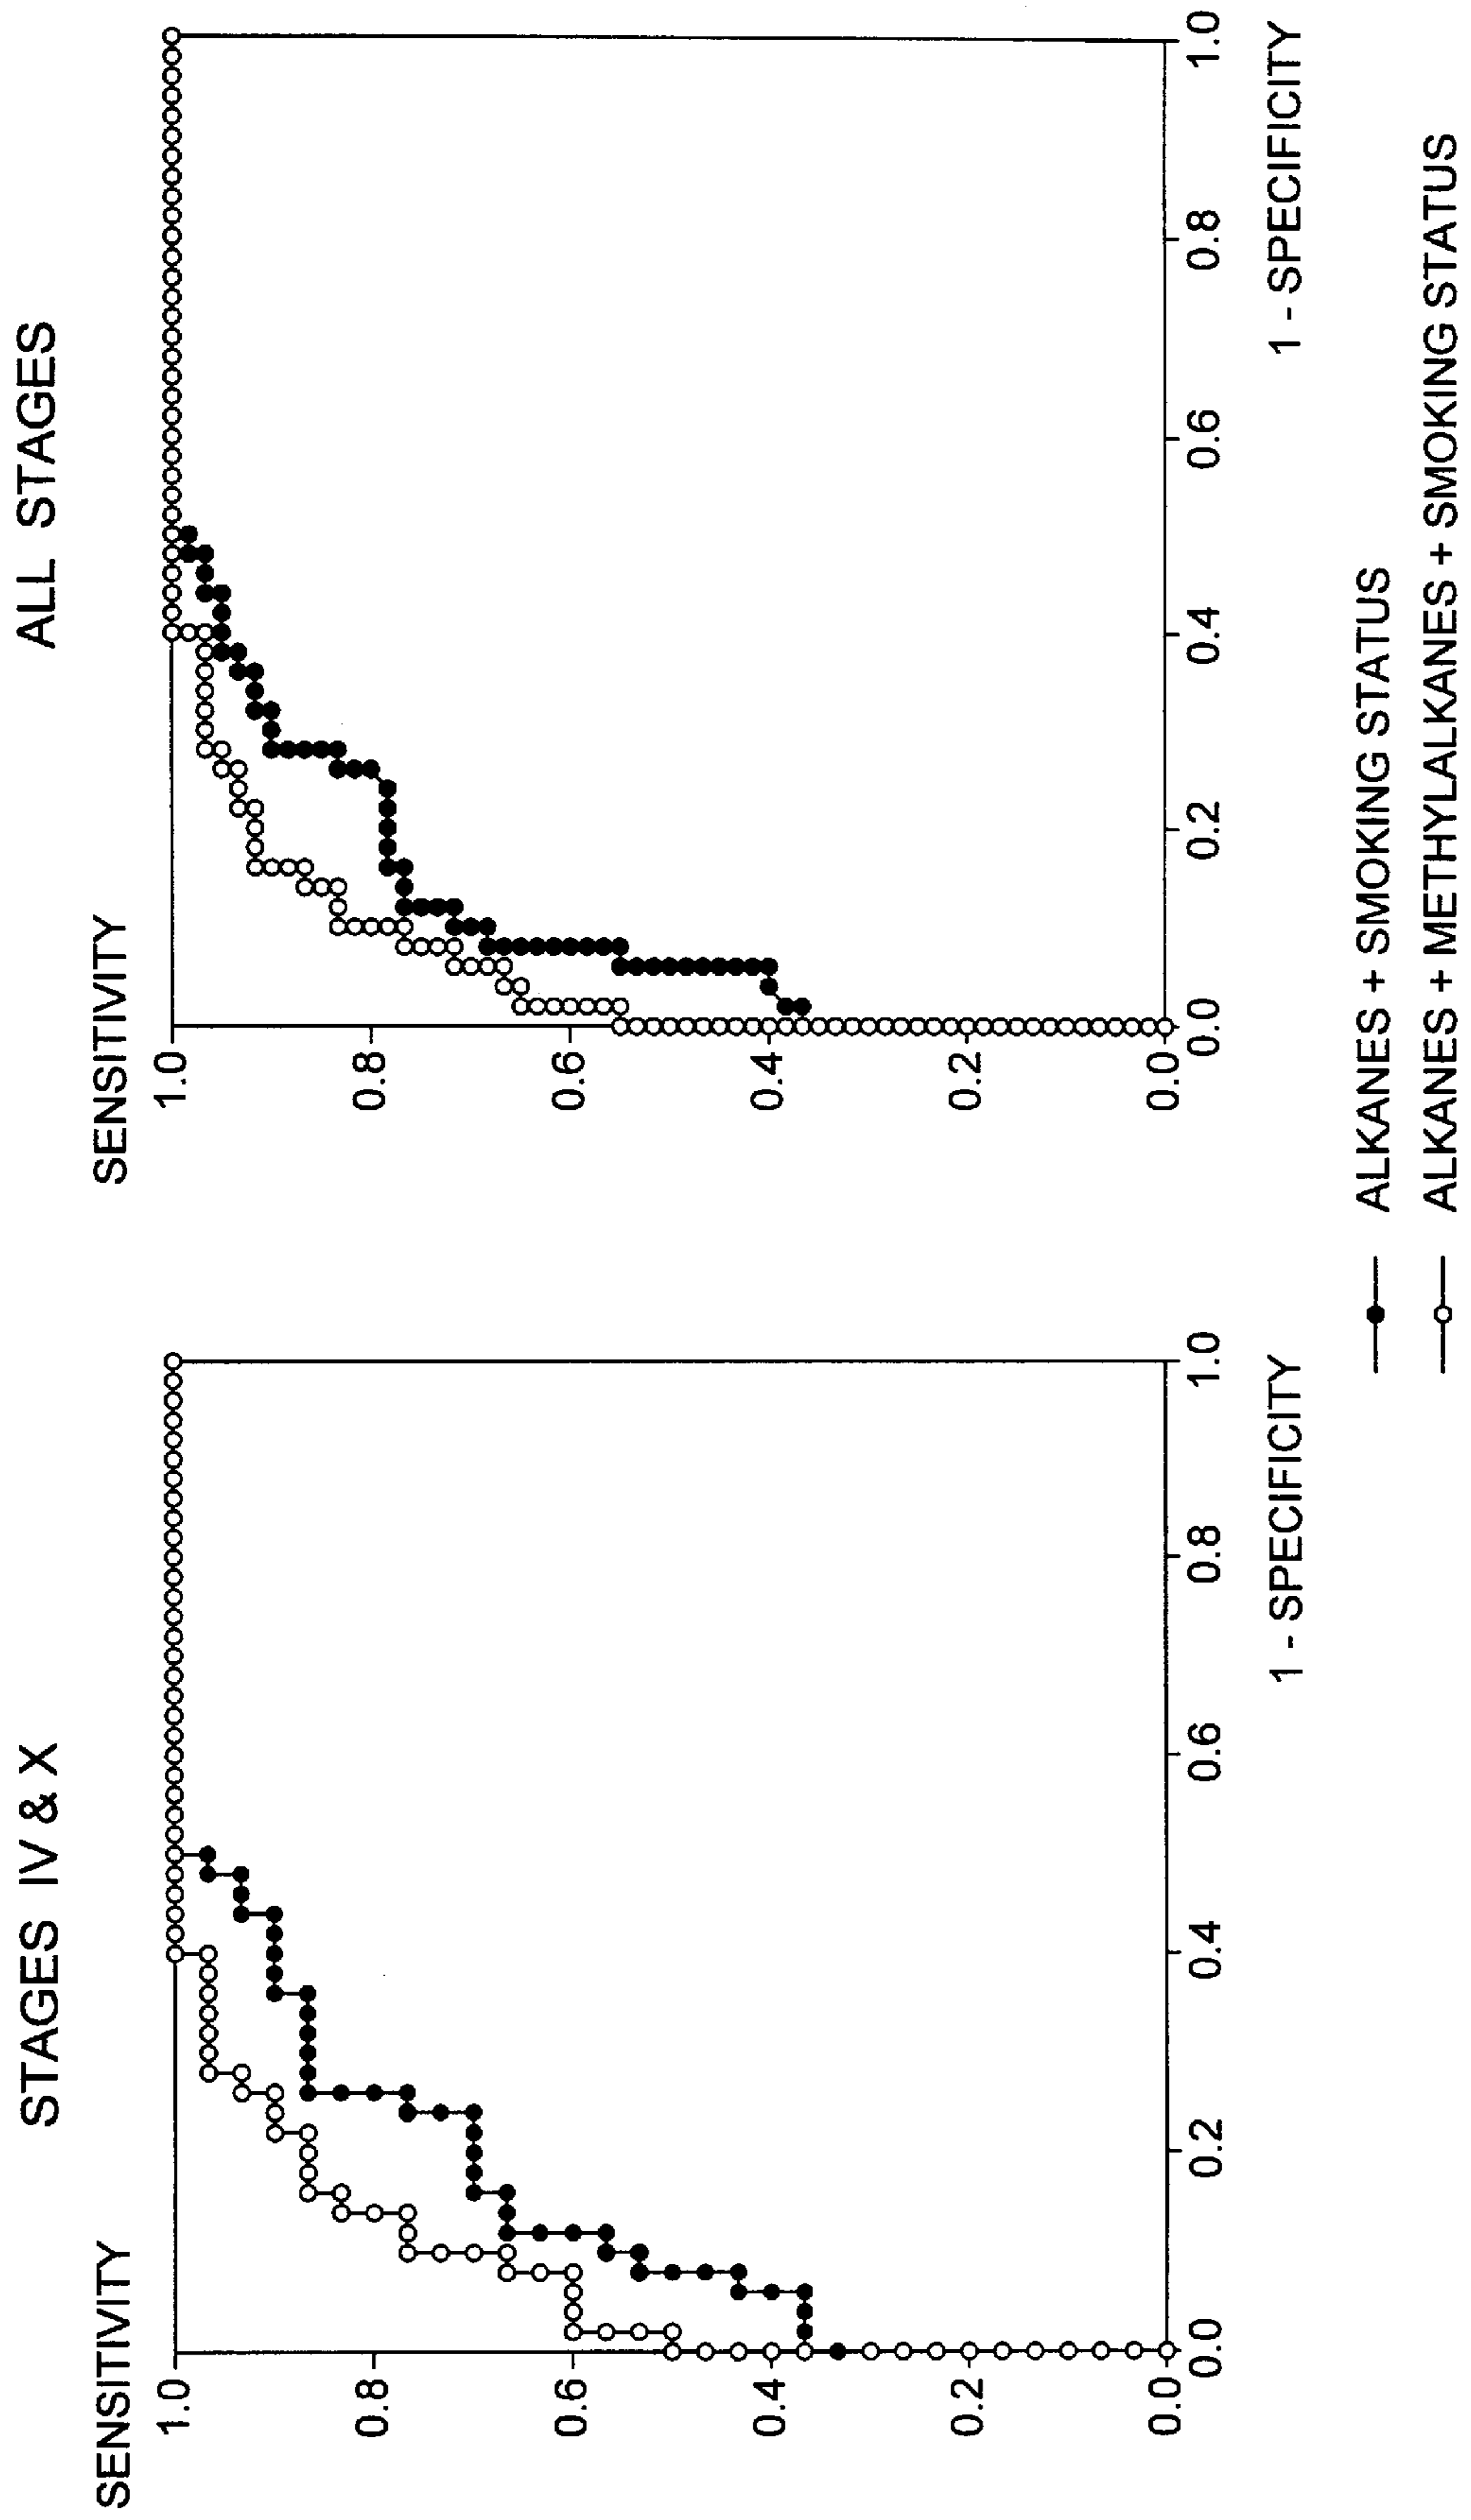 STAGES IV & X
SENSITIVITY
1.0
0.8
0.6
0.4
0.2
0.0
0.0 0.2 0.4 0.6 0.8 1.0
1 - SPECIFICITY
ALL STAGES
SENSITIVITY
1.0
0.8
0.6
0.4
0.2
0.0
0.0 0.2 0.4 0.6 0.8 1.0
1 - SPECIFICITY
ALKANES + SMOKING STATUS
ALKANES + METHYLALKANES + SMOKING STATUS